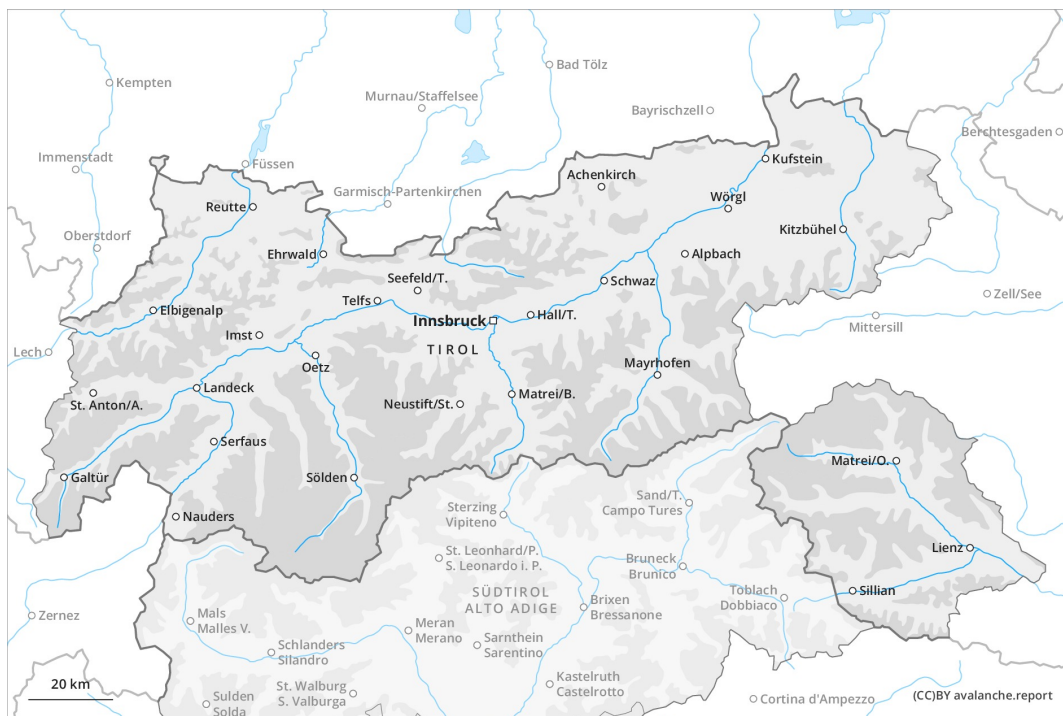 Kempten
Bad Tölz
Murnau/Staffelsee
Bayrischzell
Berchtesgaden
Immenstadt
Füssen
Kufstein
Achenkirch
Garmisch-Partenkirchen
Wörgl
Reutte
Oberstdorf
Kitzbühel
Ehrwald
Alpbach
Seefeld/T.
Schwaz
Zell/See
Telfs
Elbigenalp
Innsbruck
Hall/T.
Mittersill
Imst
TIROL
Lech
Oetz
Mayrhofen
Landeck
St. Anton/A.
Neustift/St.
Matrei/B.
Serfaus
Matrei/O.
Galtür
Sölden
Sand/T.
Campo Tures
Sterzing
Vipiteno
Nauders
Lienz
St. Leonhard/P.
S. Leonardo i. P.
Bruneck
Brunico
SÜDTIROL
ALTO ADIGE
Toblach
Dobbiaco
Sillian
Brixen
Bressanone
Zernez
Mals
Malles V.
Meran
Merano
Sarnthein
Sarentino
Schlanders
Silandro
20 km
St. Walburg
S. Valburga
Kastelruth
Castelrotto
Sulden
Solda
Cortina d'Ampezzo
(CC)BY avalanche.report